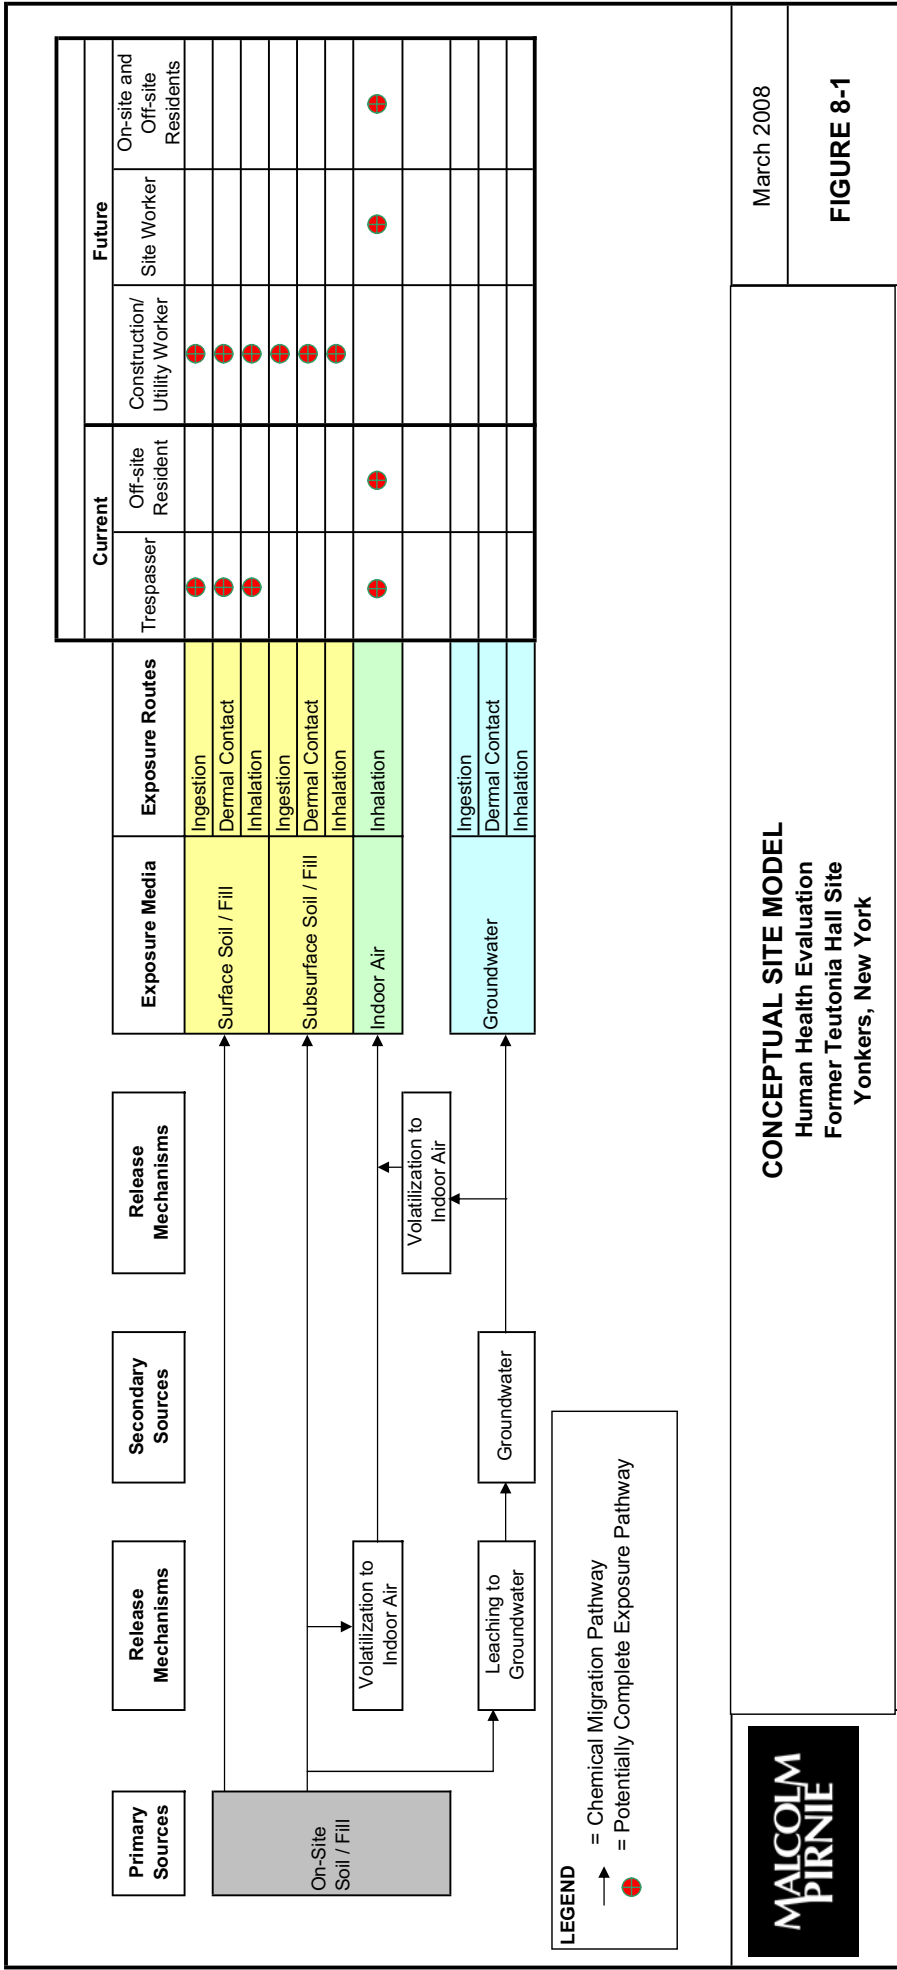 Primary
Sources
Release
Mechanisms
Secondary
Sources
Release
Mechanisms
Exposure Media
Exposure Routes
Current
Future
Trespasser
Off-site
Resident
Construction/
Utility Worker
Site Worker
On-site and
Off-site
Residents
On-Site
Soil / Fill
Volatilization to
Indoor Air
Leaching to
Groundwater
Groundwater
Volatilization to
Indoor Air
Surface Soil / Fill
Ingestion
Dermal Contact
Inhalation
Subsurface Soil / Fill
Ingestion
Dermal Contact
Inhalation
Indoor Air
Inhalation
Groundwater
Ingestion
Dermal Contact
Inhalation
LEGEND
= Chemical Migration Pathway
= Potentially Complete Exposure Pathway
MALCOLM
PIRNIE
CONCEPTUAL SITE MODEL
Human Health Evaluation
Former Teutonia Hall Site
Yonkers, New York
March 2008
FIGURE 8-1